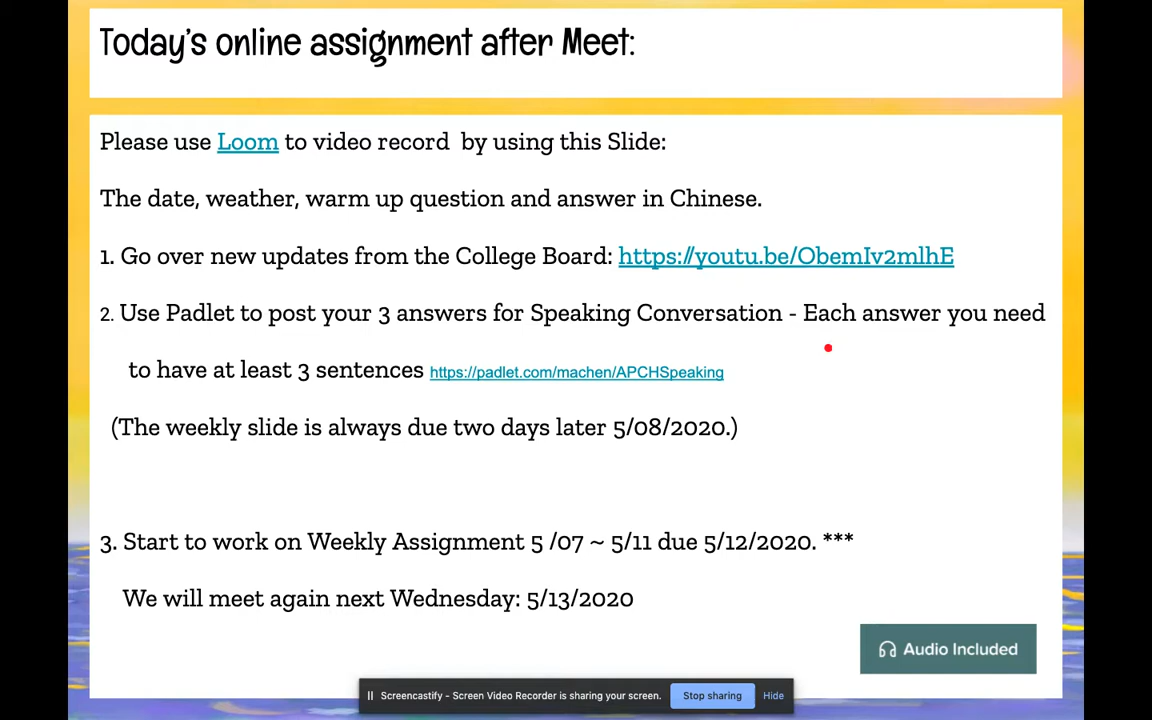 Today's online assignment after Meet:
Please use Loom to video record by using this Slide:
The date, weather, warm up question and answer in Chinese.
1. Go over new updates from the College Board: https://youtu.be/ObemIv2mlhE
2. Use Padlet to post your 3 answers for Speaking Conversation - Each answer you need
to have at least 3 sentences https://padlet.com/machen/APCHSpeaking
(The weekly slide is always due two days later 5/08/2020.)
3. Start to work on Weekly Assignment 5 /07 ~ 5/11 due 5/12/2020. ***
We will meet again next Wednesday: 5/13/2020
Audio Included
Screencastify - Screen Video Recorder is sharing your screen. Stop sharing Hide